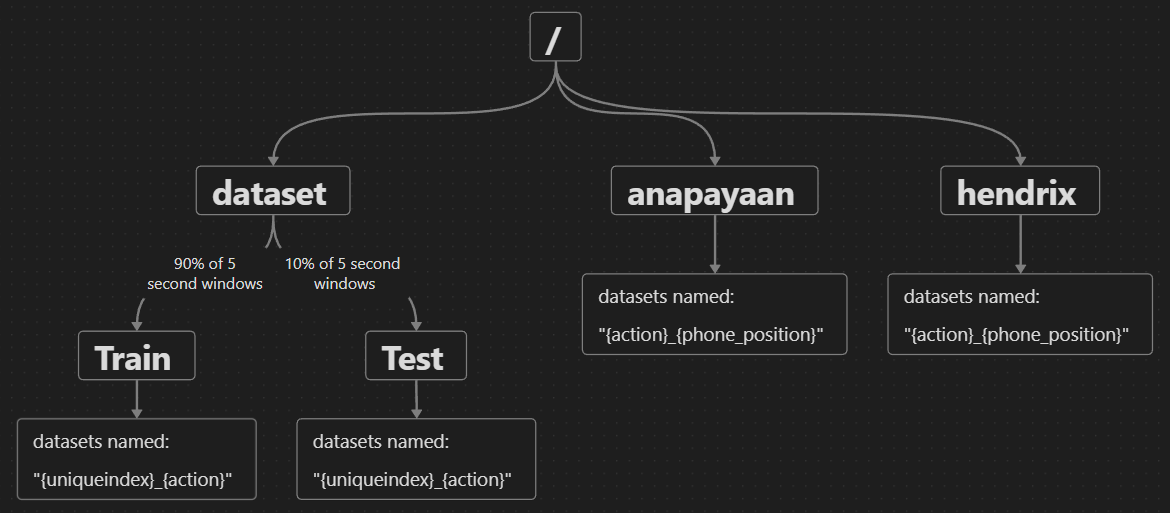 /
dataset
anapayaan
hendrix
90% of 5
second windows
10% of 5 second
windows
datasets named:
"{action}_{phone_position}"
datasets named:
"{action}_{phone_position}"
Train
Test
datasets named:
"{uniqueindex}_{action}"
datasets named:
"{uniqueindex}_{action}"